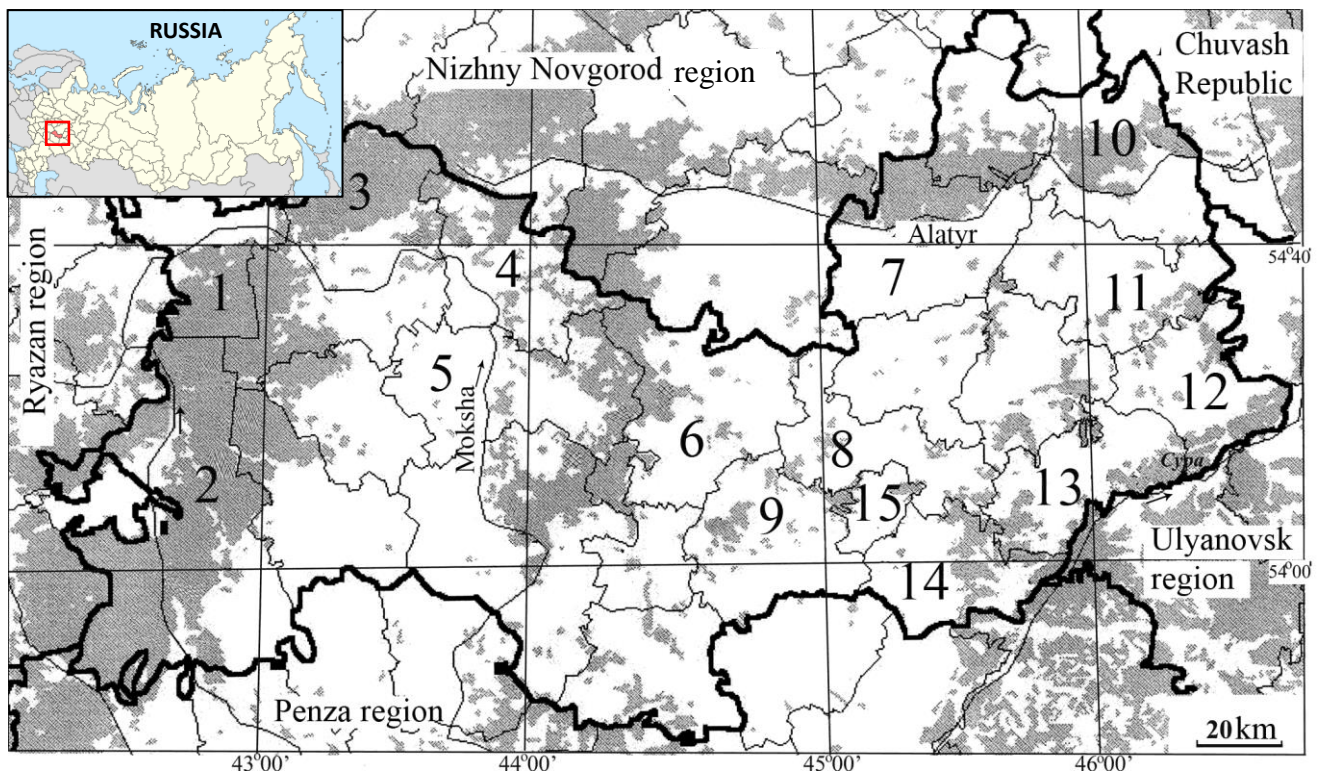 RUSSIA
Nizhny Novgorod region
Chuvash
Republic
10
3
Ryazan region
Alatyr
54°40'
4
7
1
11
5
Moksha
12
6
8
Сура
2
13
9
15
Ulyanovsk
region
54°00'
14
Penza region
20 km
43°00'
44°00'
45°00'
46°00'